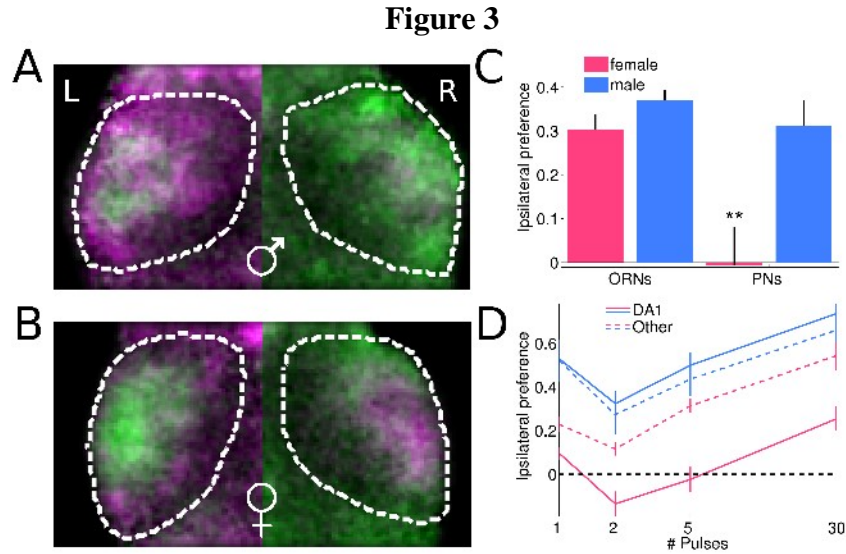 Figure 3
A
L
R
♂
B
♀
C
female
male
Ipsilateral preference
0.4
0.3
0.2
0.1
0
**
ORNs
PNs
D
DA1
Other
Ipsilateral preference
0.6
0.4
0.2
0
1
2
5
30
# Pulses